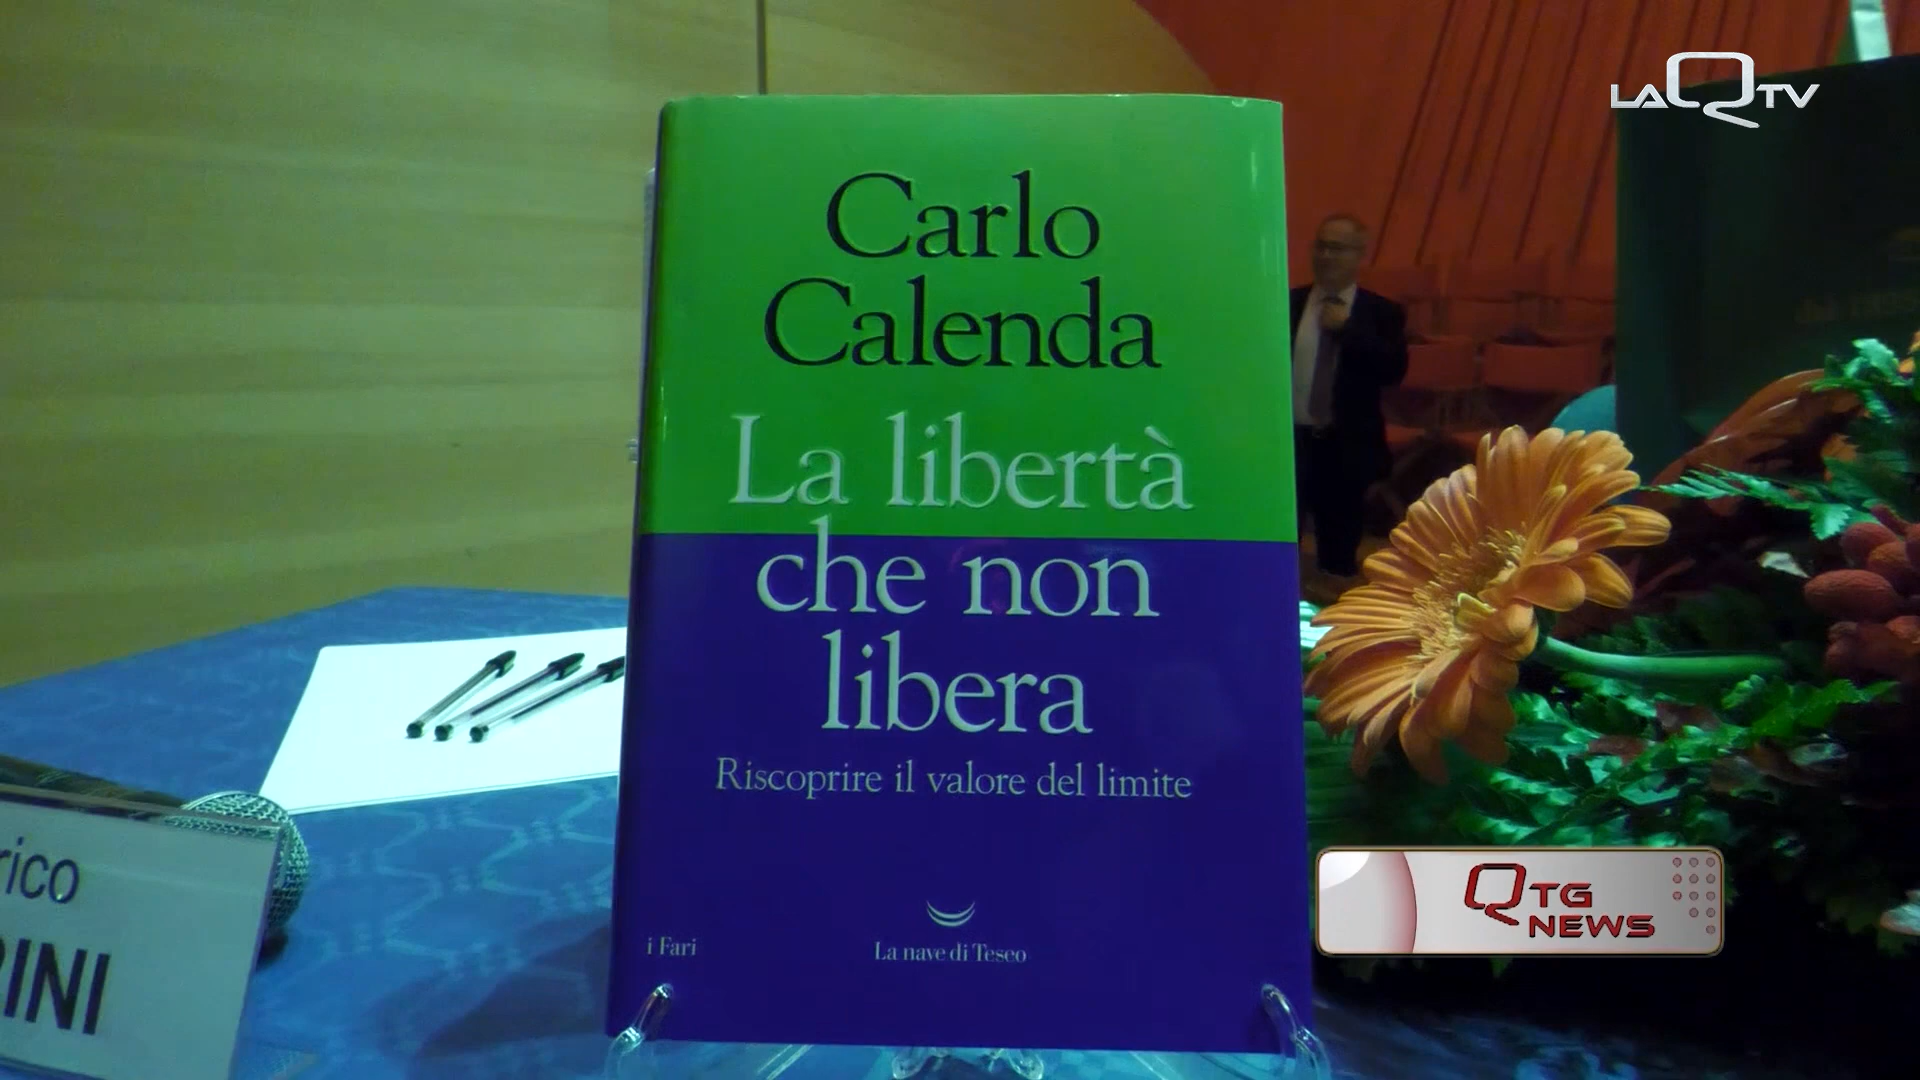 LAQTV
Carlo
Calenda
La libertà
che non
libera
Riscoprire il valore del limite
i Fari
La nave di Teseo
rico
RINI
QTG
NEWS